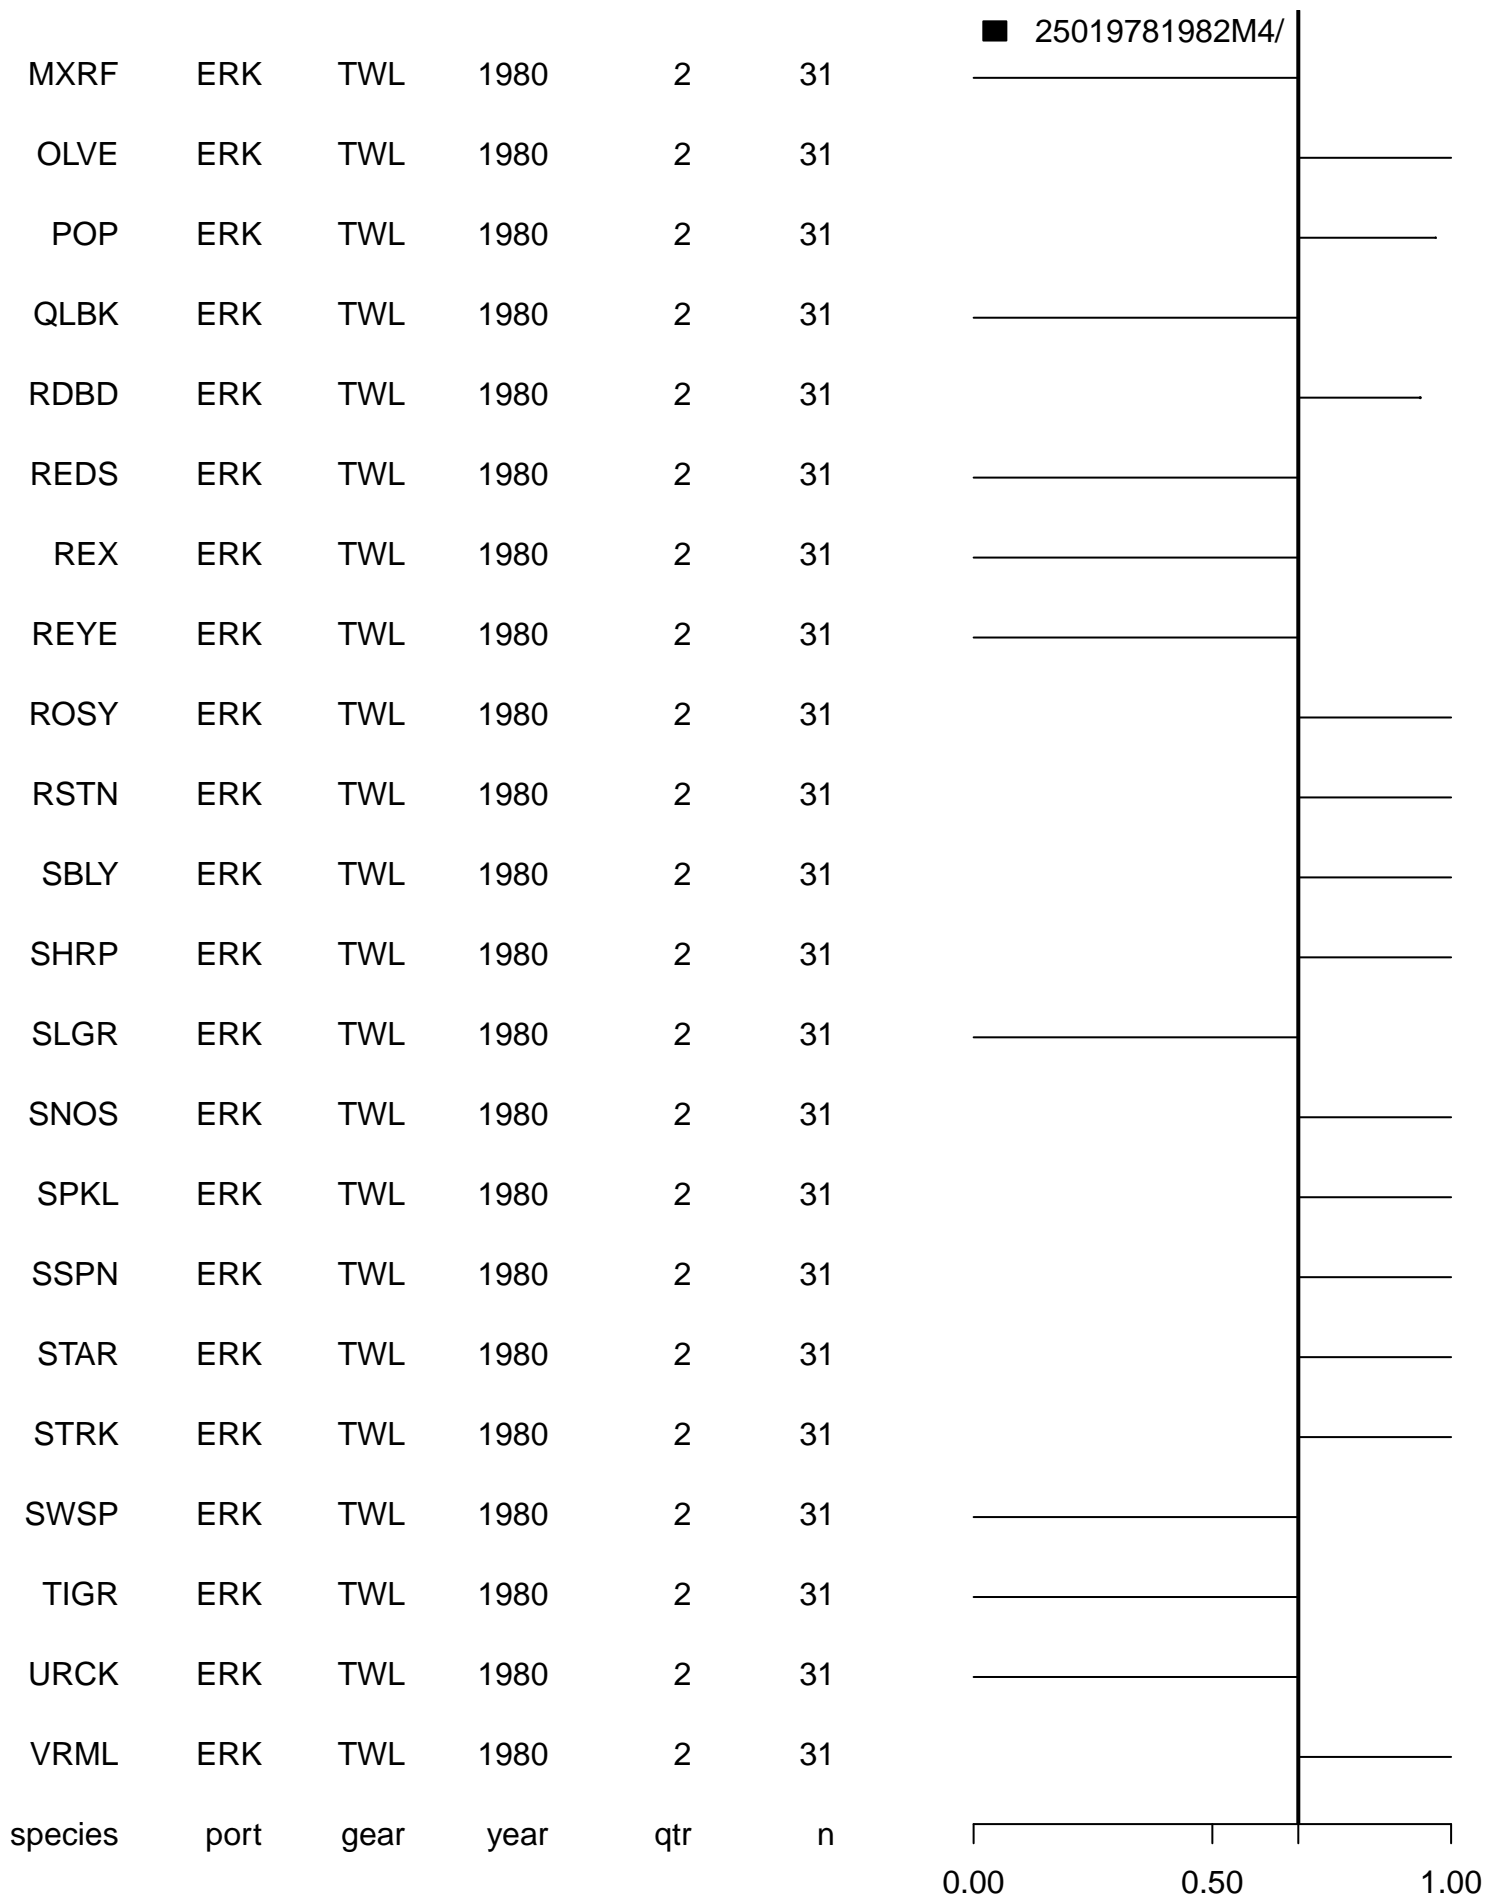 25019781982M4/
MXRF ERK TWL 1980 2 31
OLVE ERK TWL 1980 2 31
POP ERK TWL 1980 2 31
QLBK ERK TWL 1980 2 31
RDBD ERK TWL 1980 2 31
REDS ERK TWL 1980 2 31
REX ERK TWL 1980 2 31
REYE ERK TWL 1980 2 31
ROSY ERK TWL 1980 2 31
RSTN ERK TWL 1980 2 31
SBLY ERK TWL 1980 2 31
SHRP ERK TWL 1980 2 31
SLGR ERK TWL 1980 2 31
SNOS ERK TWL 1980 2 31
SPKL ERK TWL 1980 2 31
SSPN ERK TWL 1980 2 31
STAR ERK TWL 1980 2 31
STRK ERK TWL 1980 2 31
SWSP ERK TWL 1980 2 31
TIGR ERK TWL 1980 2 31
URCK ERK TWL 1980 2 31
VRML ERK TWL 1980 2 31
species port gear year qtr n
0.00 0.50 1.00